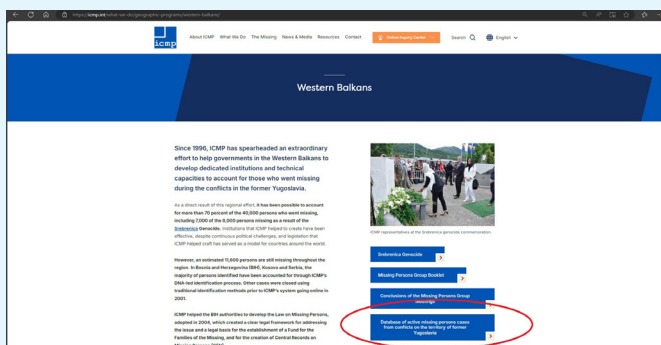 https://icmp.int/what-we-do/geographic-programs/western-balkans/
icmp
About ICMP What We Do The Missing News & Media Resources Contact Online Inquiry Center Search English
Western Balkans
Since 1996, ICMP has spearheaded an extraordinary
effort to help governments in the Western Balkans to
develop dedicated institutions and technical
capacities to account for those who went missing
during the conflicts in the former Yugoslavia.
As a direct result of this regional effort, it has been possible to account
for more than 70 percent of the 40,000 persons who went missing,
including 7,000 of the 8,000 persons missing as a result of the
Srebrenica Genocide. Institutions that ICMP helped to create have been
effective, despite continuous political challenges, and legislation that
ICMP helped craft has served as a model for countries around the world.
However, an estimated 11,600 persons are still missing throughout the
region. In Bosnia and Herzegovina (BIH), Kosovo and Serbia, the
majority of persons identified have been accounted for through ICMP's
DNA-led identification process. Other cases were closed using
traditional identification methods prior to ICMP's system going online in
2001.
ICMP helped the BIH authorities to develop the Law on Missing Persons,
adopted in 2004, which created a clear legal framework for addressing
the issue and a legal basis for the establishment of a Fund for the
Families of the Missing, and for the creation of Central Records on
ICMP representatives at the Srebrenica genocide commemoration.
Srebrenica Genocide
Missing Persons Group Booklet
Conclusions of the Missing Persons Group
Meetings
Database of active missing persons cases
from conflicts on the territory of former
Yugoslavia